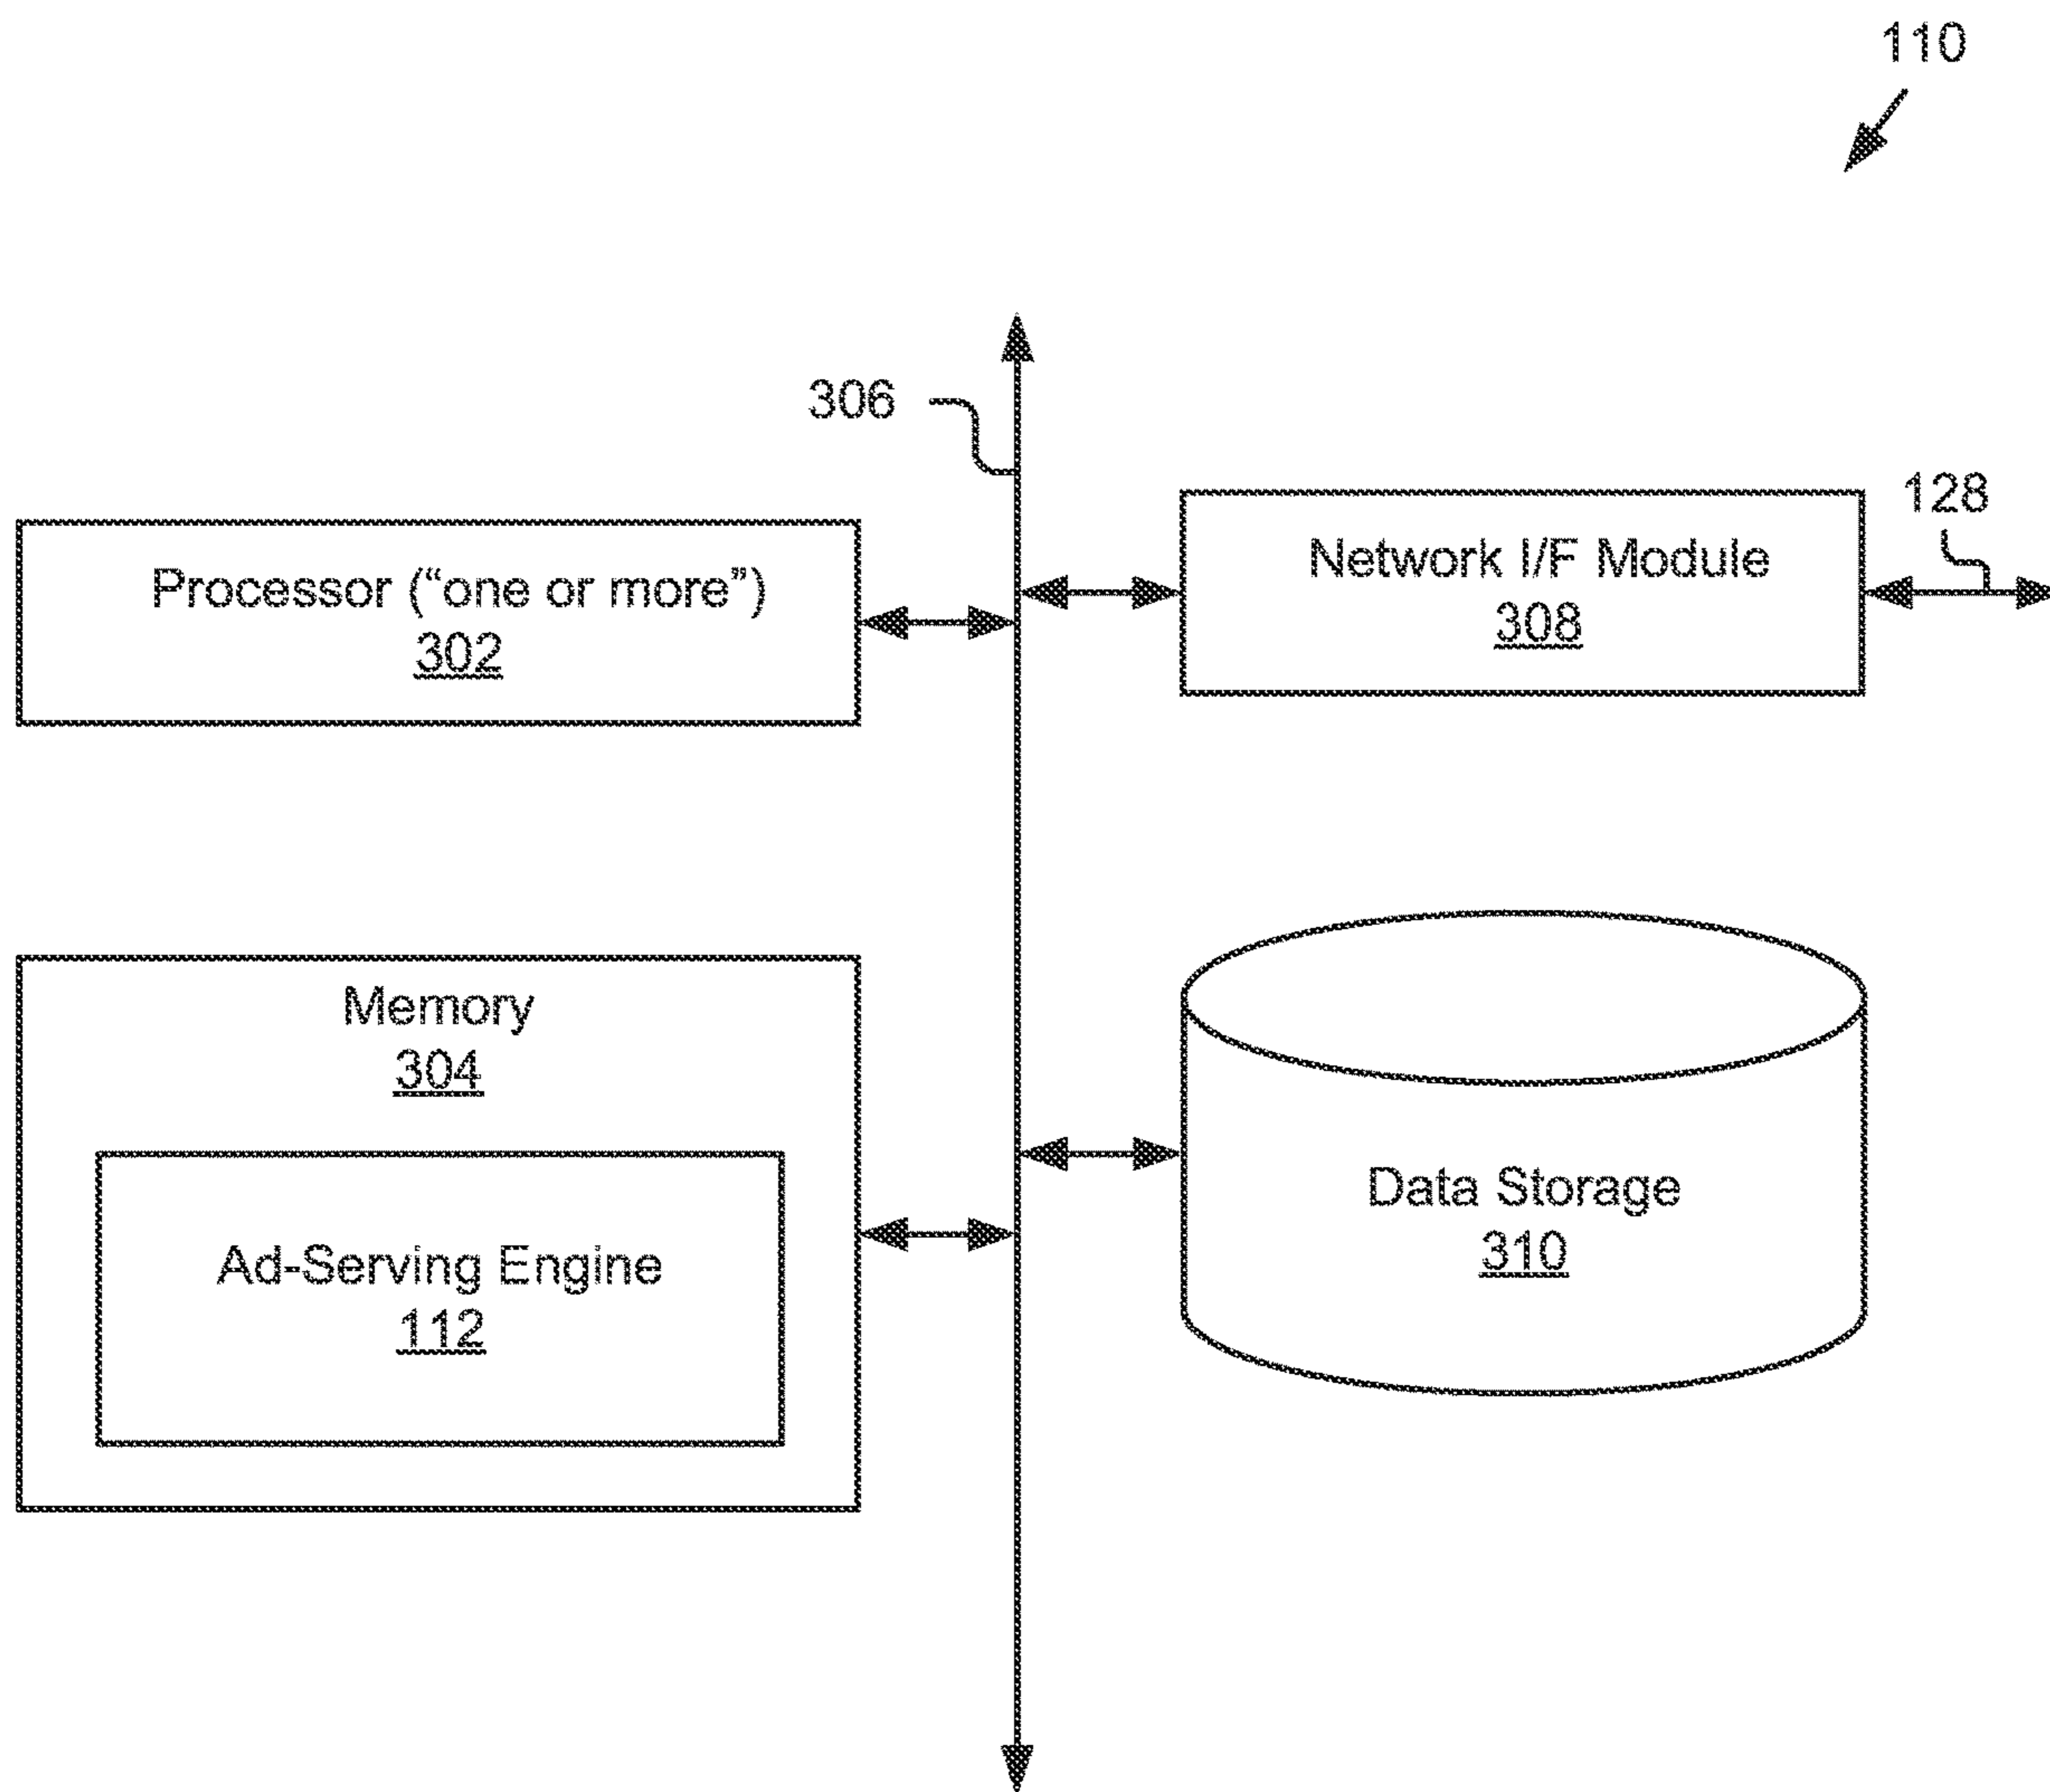 110
306
128
Processor (“one or more”)
302
Network I/F Module
308
Memory
304
Ad-Serving Engine
112
Data Storage
310